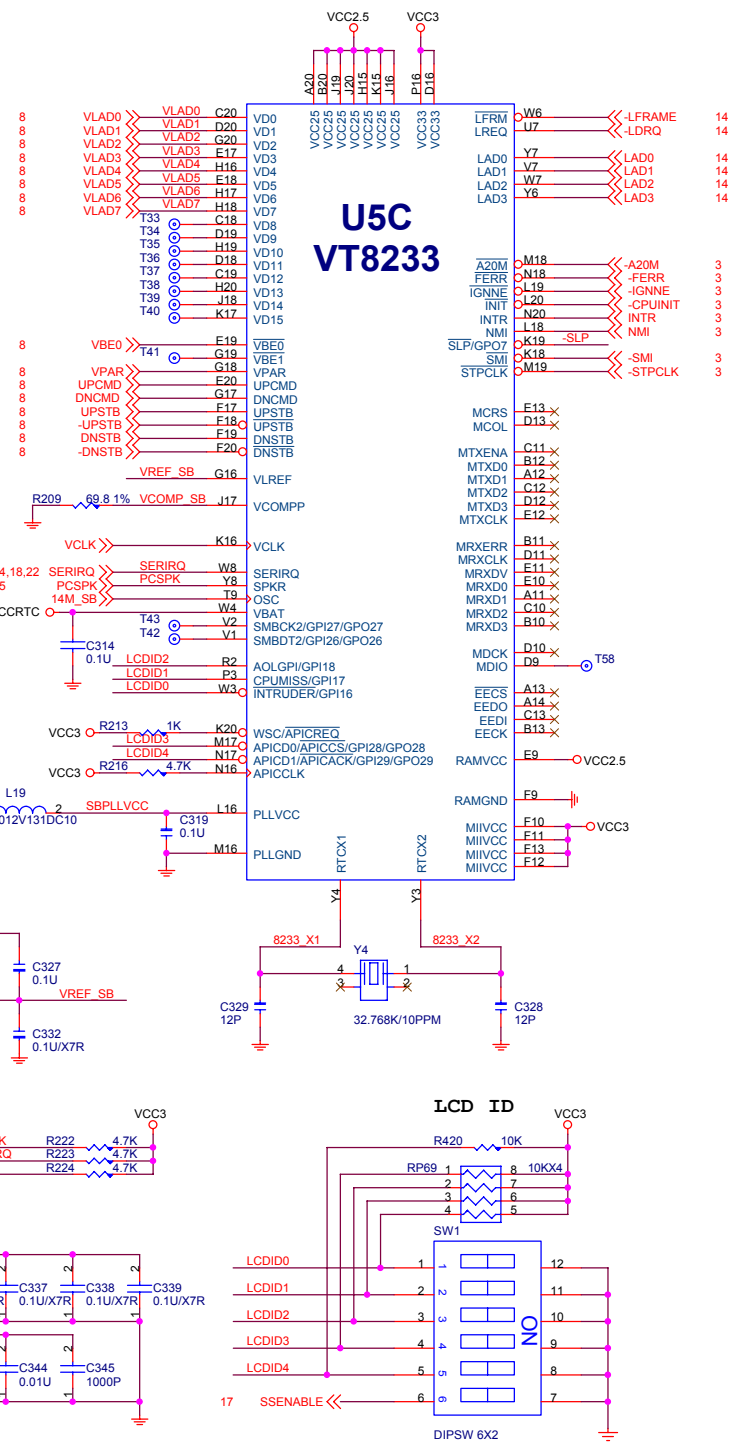 VCC2.5 VCC3
A20 B20 J19 J20 H15 K15 J16 P16 D16
VCC25 VCC25 VCC25 VCC25 VCC25 VCC25 VCC25 VCC33 VCC33
U5C
VT8233
8 VLAD0 VLAD0 C20 VD0
8 VLAD1 VLAD1 D20 VD1
8 VLAD2 VLAD2 G20 VD2
8 VLAD3 VLAD3 E17 VD3
8 VLAD4 VLAD4 H16 VD4
8 VLAD5 VLAD5 E18 VD5
8 VLAD6 VLAD6 H17 VD6
8 VLAD7 VLAD7 H18 VD7
T33 C18 VD8
T34 D19 VD9
T35 H19 VD10
T36 D18 VD11
T37 C19 VD12
T38 H20 VD13
T39 J18 VD14
T40 K17 VD15
8 VBE0 E19 VBE0
T41 G19 VBE1
8 VPAR G18 VPAR
8 UPCMD E20 UPCMD
8 DNCMD G17 DNCMD
8 UPSTB F17 UPSTB
8 -UPSTB F18 UPSTB
8 DNSTB F19 DNSTB
8 -DNSTB F20 DNSTB
VREF_SB G16 VLREF
R209 69.8 1% VCOMP_SB J17 VCOMPP
VCLK K16 VCLK
4,18,22 SERIRQ SERIRQ W8 SERIRQ
5 PCSPK PCSPK Y8 SPKR
14M_SB T9 OSC
CCRTC W4 VBAT
T43 V2 SMBCK2/GPI27/GPO27
T42 V1 SMBDT2/GPI26/GPO26
C314
0.1U
LCDID2 R2 AOLGPI/GPI18
LCDID1 P3 CPUMISS/GPI17
LCDID0 W3 INTRUDER/GPI16
VCC3 R213 1K K20 WSC/APICREQ
LCDID3 M17 APICD0/APICCS/GPI28/GPO28
LCDID4 N17 APICD1/APICACK/GPI29/GPO29
VCC3 R216 4.7K N16 APICCLK
L19
2 SBPLLVCC L16 PLLVCC
012V131DC10
C319
0.1U
M16 PLLGND
LFRM W6 -LFRAME 14
LREQ U7 -LDRQ 14
LAD0 Y7 LAD0 14
LAD1 V7 LAD1 14
LAD2 W7 LAD2 14
LAD3 Y6 LAD3 14
A20M M18 -A20M 3
FERR N18 -FERR 3
IGNNE L19 -IGNNE 3
INIT L20 -CPUINIT 3
INTR N20 INTR 3
NMI L18 NMI 3
SLP/GPO7 K19 -SLP
SMI K18 -SMI 3
STPCLK M19 -STPCLK 3
MCRS E13
MCOL D13
MTXENA C11
MTXD0 B12
MTXD1 A12
MTXD2 C12
MTXD3 D12
MTXCLK E12
MRXERR B11
MRXCLK D11
MRXDV E11
MRXD0 E10
MRXD1 A11
MRXD2 C10
MRXD3 B10
MDCK D10
MDIO D9 T58
EECS A13
EEDO A14
EEDI C13
EECK B13
RAMVCC E9 VCC2.5
RAMGND F9
MIIVCC F10 VCC3
MIIVCC F11
MIIVCC F13
MIIVCC F12
RTCX1 RTCX2
Y4 Y3
8233_X1 8233_X2
Y4
4 1
3 2
32.768K/10PPM
C329
12P
C328
12P
C327
0.1U
VREF_SB
C332
0.1U/X7R
VCC3
K R222 4.7K
RQ R223 4.7K
R224 4.7K
2 2 2
C337 C338 C339
R 0.1U/X7R 0.1U/X7R 0.1U/X7R
1 1 1
2 2
C344 C345
0.01U 1000P
1 1
LCD ID
VCC3
R420 10K
RP69 1 8 10KX4
2 7
3 6
4 5
SW1
LCDID0 1 1 12
LCDID1 2 2 11
LCDID2 3 3 10
LCDID3 4 4 9
LCDID4 5 5 8
17 SSENABLE 6 6 7
ON
DIPSW 6X2